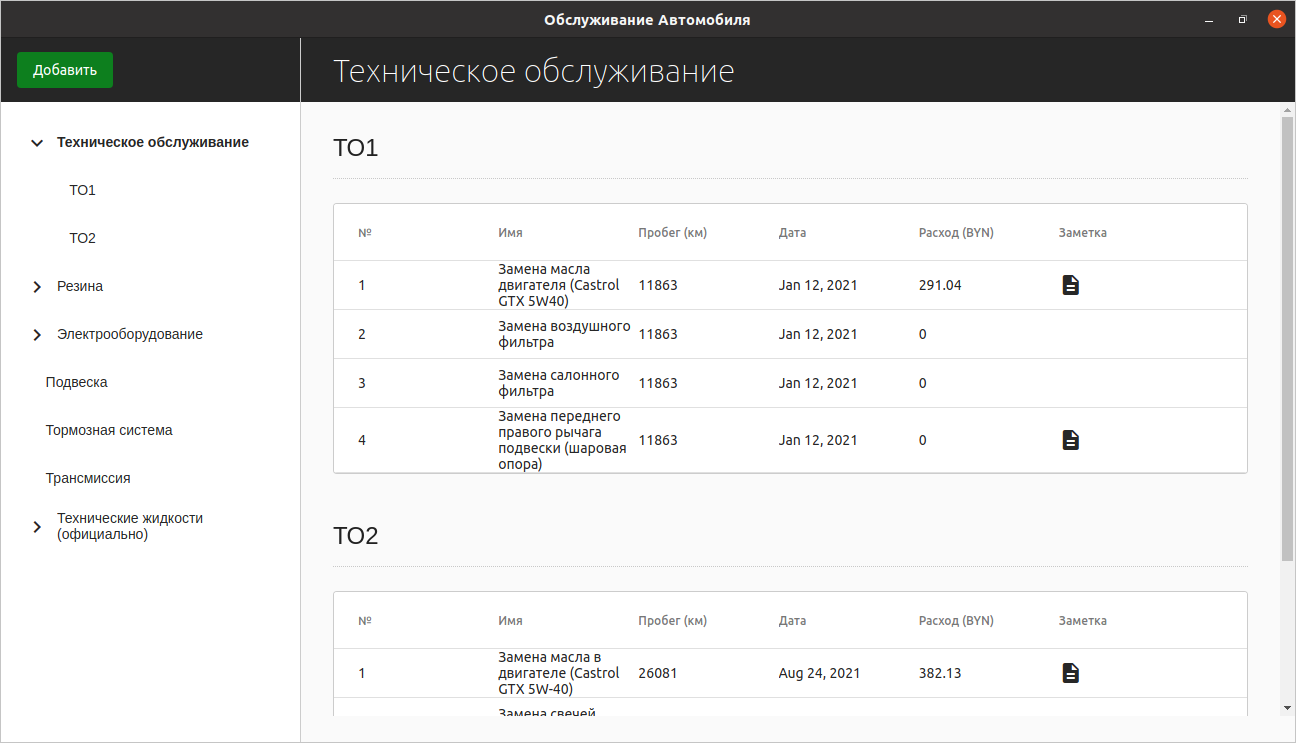 Обслуживание Автомобиля
Добавить
Техническое обслуживание
Техническое обслуживание
ТО1
ТО2
Резина
Электрооборудование
Подвеска
Тормозная система
Трансмиссия
Технические жидкости
(официально)
ТО1
№ Имя Пробег (км) Дата Расход (BYN) Заметка
1 Замена масла двигателя (Castrol GTX 5W40) 11863 Jan 12, 2021 291.04
2 Замена воздушного фильтра 11863 Jan 12, 2021 0
3 Замена салонного фильтра 11863 Jan 12, 2021 0
4 Замена переднего правого рычага подвески (шаровая опора) 11863 Jan 12, 2021 0
ТО2
№ Имя Пробег (км) Дата Расход (BYN) Заметка
1 Замена масла в двигателе (Castrol GTX 5W-40) 26081 Aug 24, 2021 382.13
Замена свечей